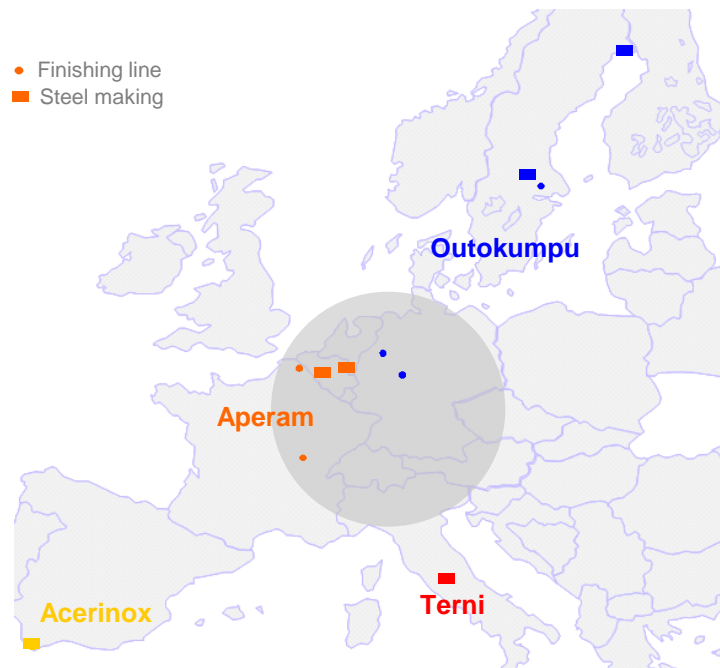 Finishing line
Steel making
Outokumpu
Aperam
Acerinox
Terni